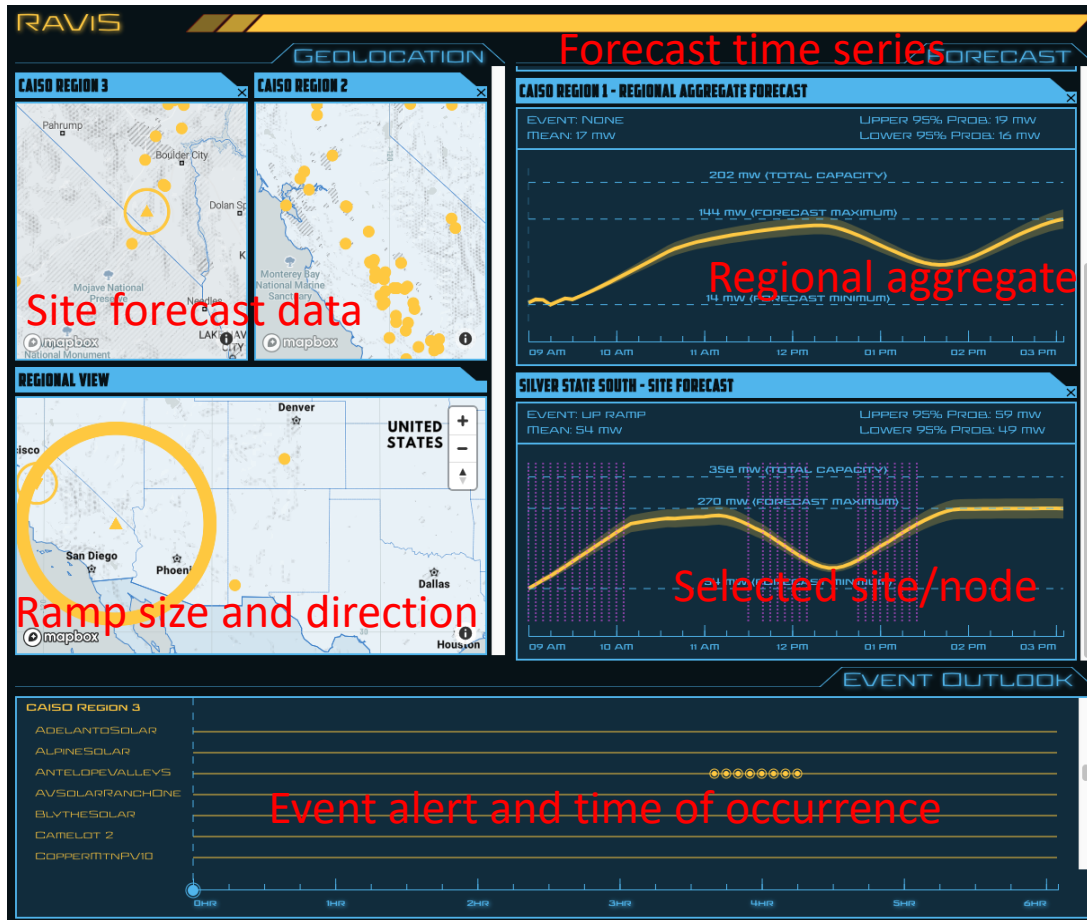 RAVIS
GEOLOCATION
Forecast time series
FORECAST
CAISO REGION 3
CAISO REGION 2
Pahrump
Boulder City
Dolan Sp
Mojave National
Preserve
Needles
LAKE HAV
CITY
National Monument
mapbox
Monterey Bay
National Marine
Sanctuary
mapbox
Site forecast data
CAISO REGION 1 - REGIONAL AGGREGATE FORECAST
EVENT: NONE
MEAN: 17 MW
UPPER 95% PROB: 19 MW
LOWER 95% PROB: 16 MW
202 MW (TOTAL CAPACITY)
144 MW (FORECAST MAXIMUM)
Regional aggregate
14 MW (FORECAST MINIMUM)
09 AM 10 AM 11 AM 12 PM 01 PM 02 PM 03 PM
REGIONAL VIEW
Denver
UNITED
STATES
cisco
San Diego
Phoeni
Dallas
Houston
mapbox
Ramp size and direction
SILVER STATE SOUTH - SITE FORECAST
EVENT: UP RAMP
MEAN: 54 MW
UPPER 95% PROB: 59 MW
LOWER 95% PROB: 49 MW
358 MW (TOTAL CAPACITY)
270 MW (FORECAST MAXIMUM)
54 MW (FORECAST MINIMUM)
Selected site/node
09 AM 10 AM 11 AM 12 PM 01 PM 02 PM 03 PM
EVENT OUTLOOK
CAISO REGION 3
ADELANTOSOLAR
ALPINESOLAR
ANTELOPEVALLEYS
AVSOLARRANCHONE
BLYTHESOLAR
CAMELOT 2
COPPERMTNPV10
Event alert and time of occurrence
0HR 1HR 2HR 3HR 4HR 5HR 6HR